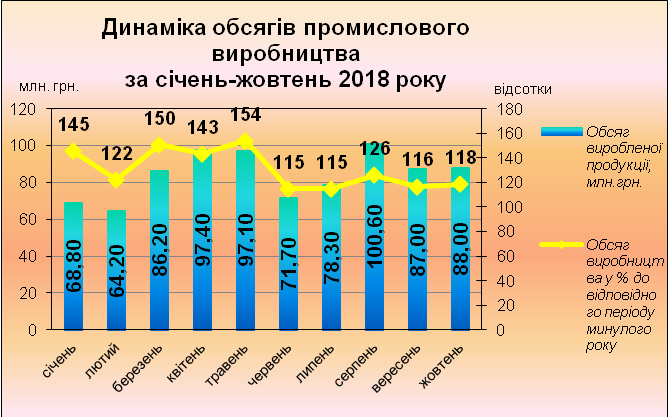 Динаміка обсягів промислового
виробництва
за січень-жовтень 2018 року
млн. грн.
відсотки
120
100
80
60
40
20
0
180
160
140
120
100
80
60
40
20
0
145
122
150
143
154
115
115
126
116
118
68,80
64,20
86,20
97,40
97,10
71,70
78,30
100,60
87,00
88,00
січень
лютий
березень
квітень
травень
червень
липень
серпень
вересень
жовтень
Обсяг
виробленої
продукції,
млн.грн.
Обсяг
виробницт
ва у % до
відповідно
го періоду
минулого
року